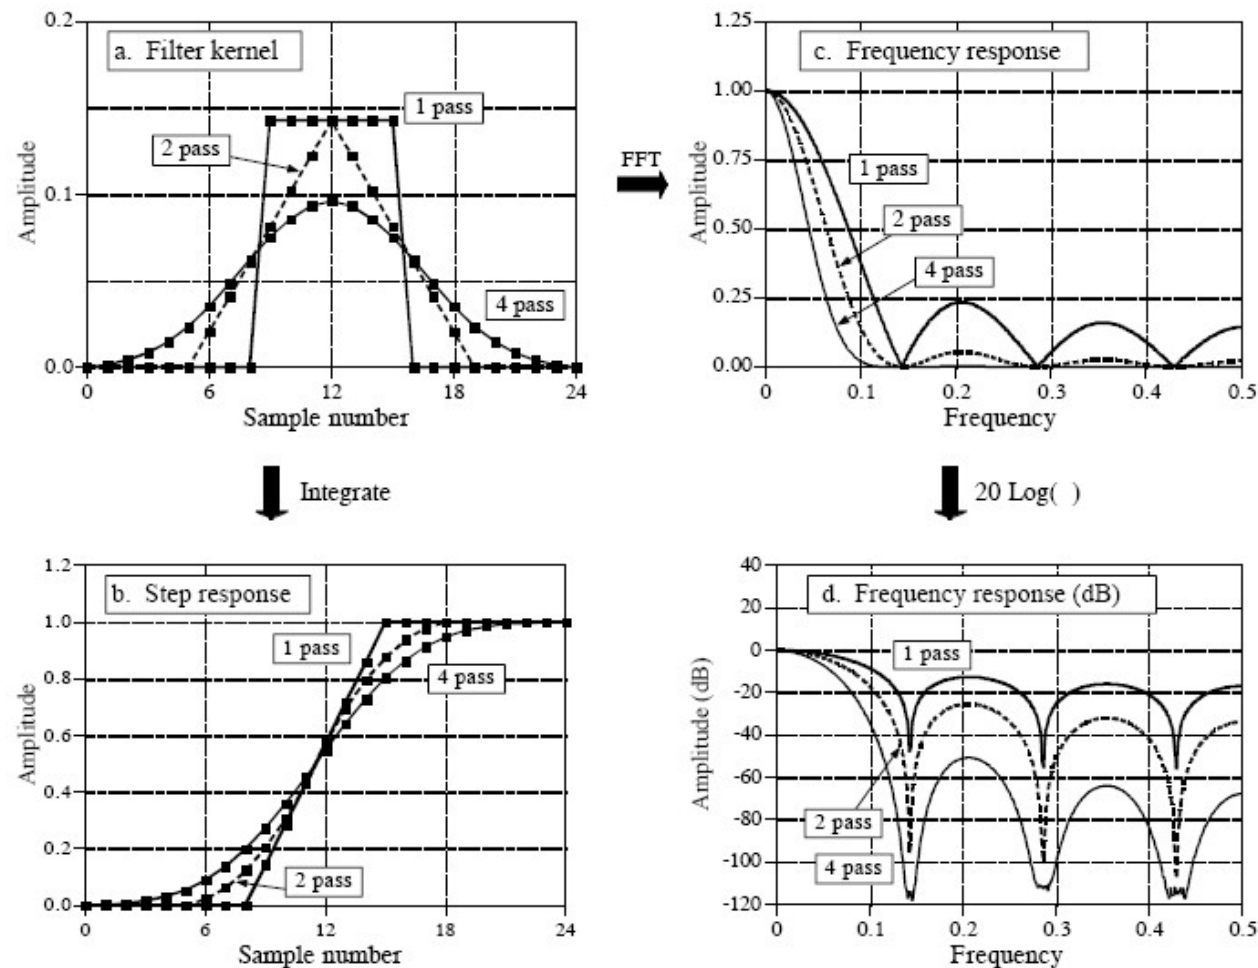 a. Filter kernel
0.2
0.1
0.0
Amplitude
1 pass
2 pass
4 pass
0 6 12 18 24
Sample number
FFT
c. Frequency response
1.25
1.00
0.75
0.50
0.25
0.00
Amplitude
1 pass
2 pass
4 pass
0 0.1 0.2 0.3 0.4 0.5
Frequency
Integrate
20 Log( )
b. Step response
1.2
1.0
0.8
0.6
0.4
0.2
0.0
Amplitude
1 pass
4 pass
2 pass
0 6 12 18 24
Sample number
d. Frequency response (dB)
40
20
0
-20
-40
-60
-80
-100
-120
Amplitude (dB)
1 pass
2 pass
4 pass
0 0.1 0.2 0.3 0.4 0.5
Frequency